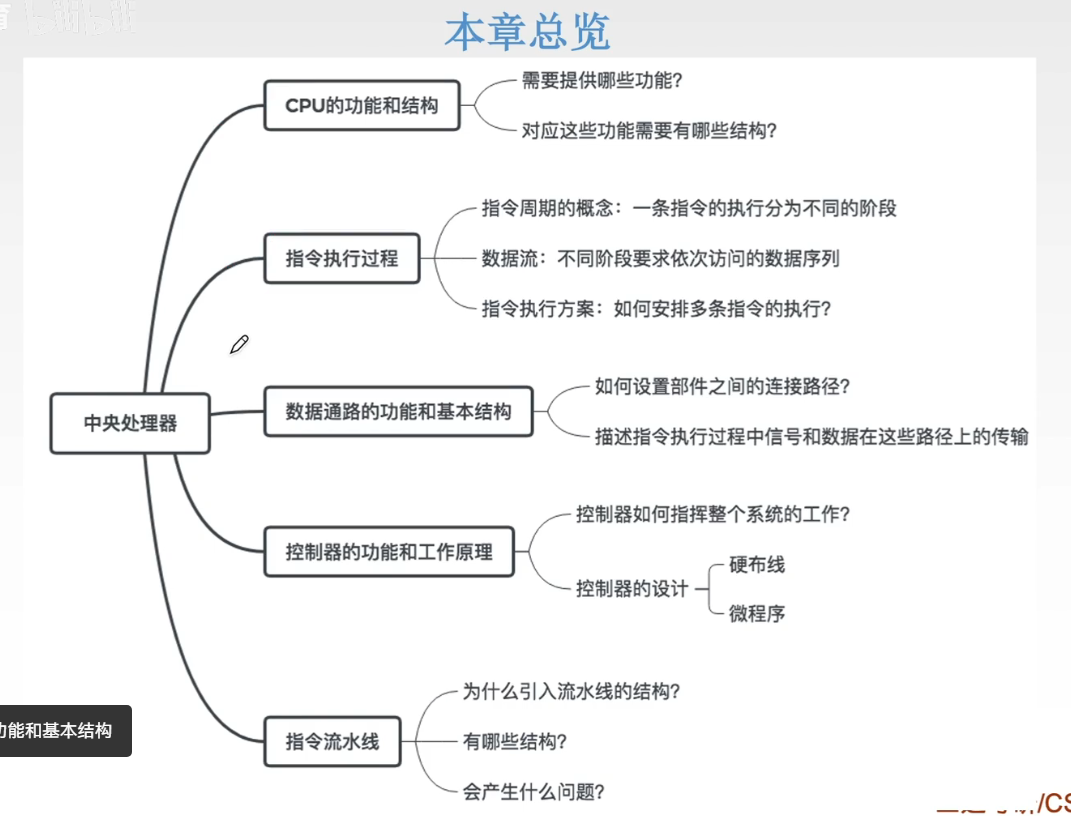 bilibili
本章总览
CPU的功能和结构
需要提供哪些功能?
对应这些功能需要有哪些结构?
指令执行过程
指令周期的概念：一条指令的执行分为不同的阶段
数据流：不同阶段要求依次访问的数据序列
指令执行方案：如何安排多条指令的执行?
中央处理器
数据通路的功能和基本结构
如何设置部件之间的连接路径?
描述指令执行过程中信号和数据在这些路径上的传输
控制器的功能和工作原理
控制器如何指挥整个系统的工作?
控制器的设计
硬布线
微程序
指令流水线
为什么引入流水线的结构?
有哪些结构?
会产生什么问题?
功能和基本结构
/CS